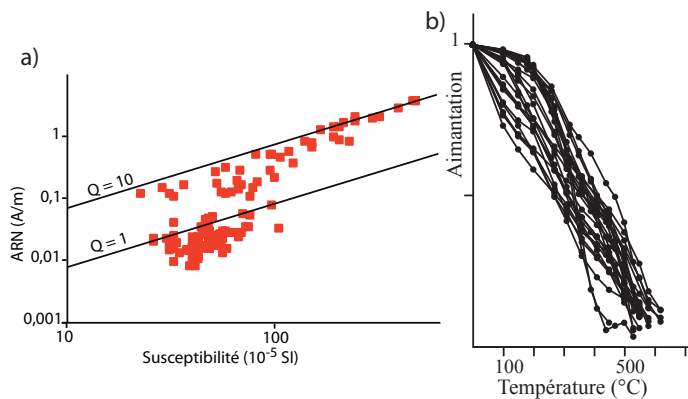 a)
ARN (A/m)
1
0,1
0,01
0,001
Q = 10
Q = 1
10
100
Susceptibilité (10-5 SI)
b)
1
Aimantation
100
500
Température (°C)